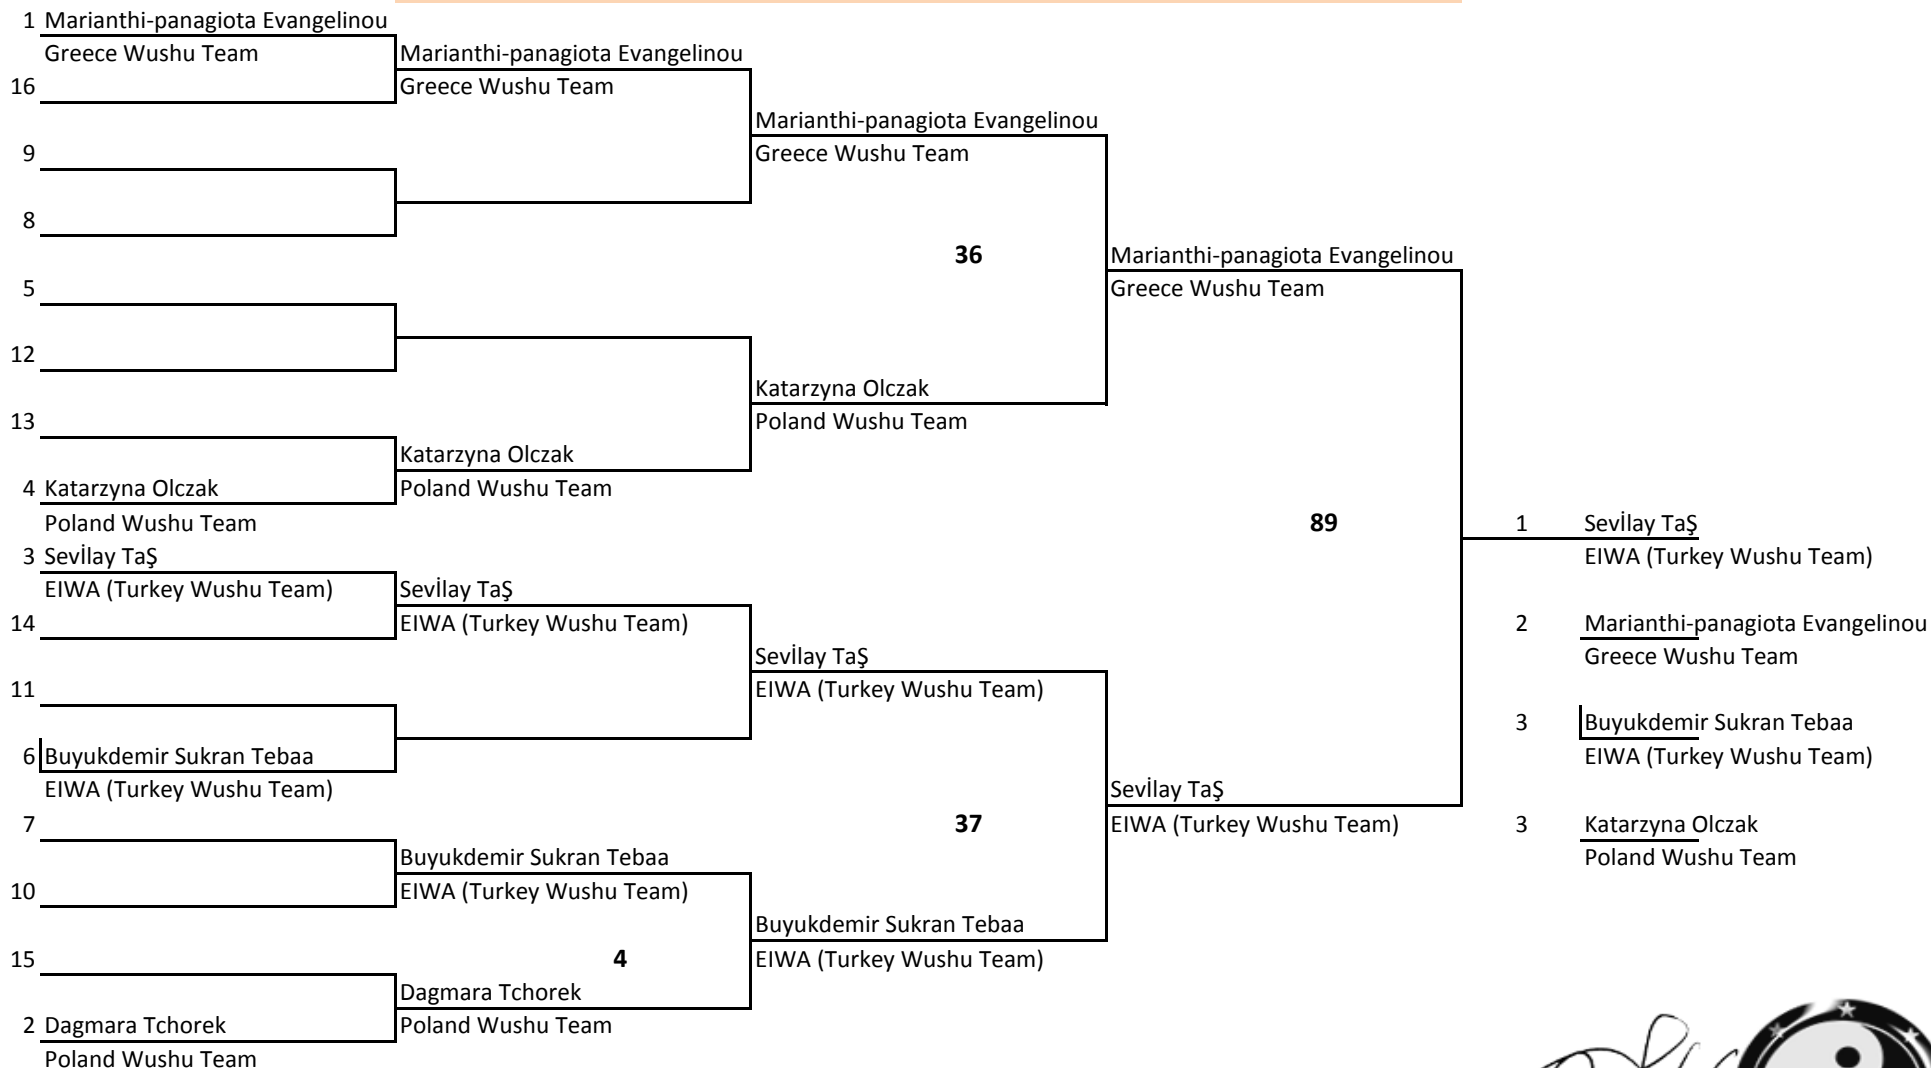 1 Marianthi-panagiota Evangelinou
Greece Wushu Team Marianthi-panagiota Evangelinou
16 Greece Wushu Team
Marianthi-panagiota Evangelinou
9 Greece Wushu Team
8
36 Marianthi-panagiota Evangelinou
5 Greece Wushu Team
12
Katarzyna Olczak
13 Poland Wushu Team
Katarzyna Olczak
4 Katarzyna Olczak Poland Wushu Team
Poland Wushu Team 89 1 Sevİlay TaŞ
3 Sevİlay TaŞ EIWA (Turkey Wushu Team)
EIWA (Turkey Wushu Team) Sevİlay TaŞ
14 EIWA (Turkey Wushu Team) 2 Marianthi-panagiota Evangelinou
Sevİlay TaŞ Greece Wushu Team
11 EIWA (Turkey Wushu Team)
3 Buyukdemir Sukran Tebaa
6 Buyukdemir Sukran Tebaa EIWA (Turkey Wushu Team)
EIWA (Turkey Wushu Team) Sevİlay TaŞ
7 37 EIWA (Turkey Wushu Team) 3 Katarzyna Olczak
Buyukdemir Sukran Tebaa Poland Wushu Team
10 EIWA (Turkey Wushu Team)
Buyukdemir Sukran Tebaa
15 4 EIWA (Turkey Wushu Team)
Dagmara Tchorek
2 Dagmara Tchorek Poland Wushu Team
Poland Wushu Team